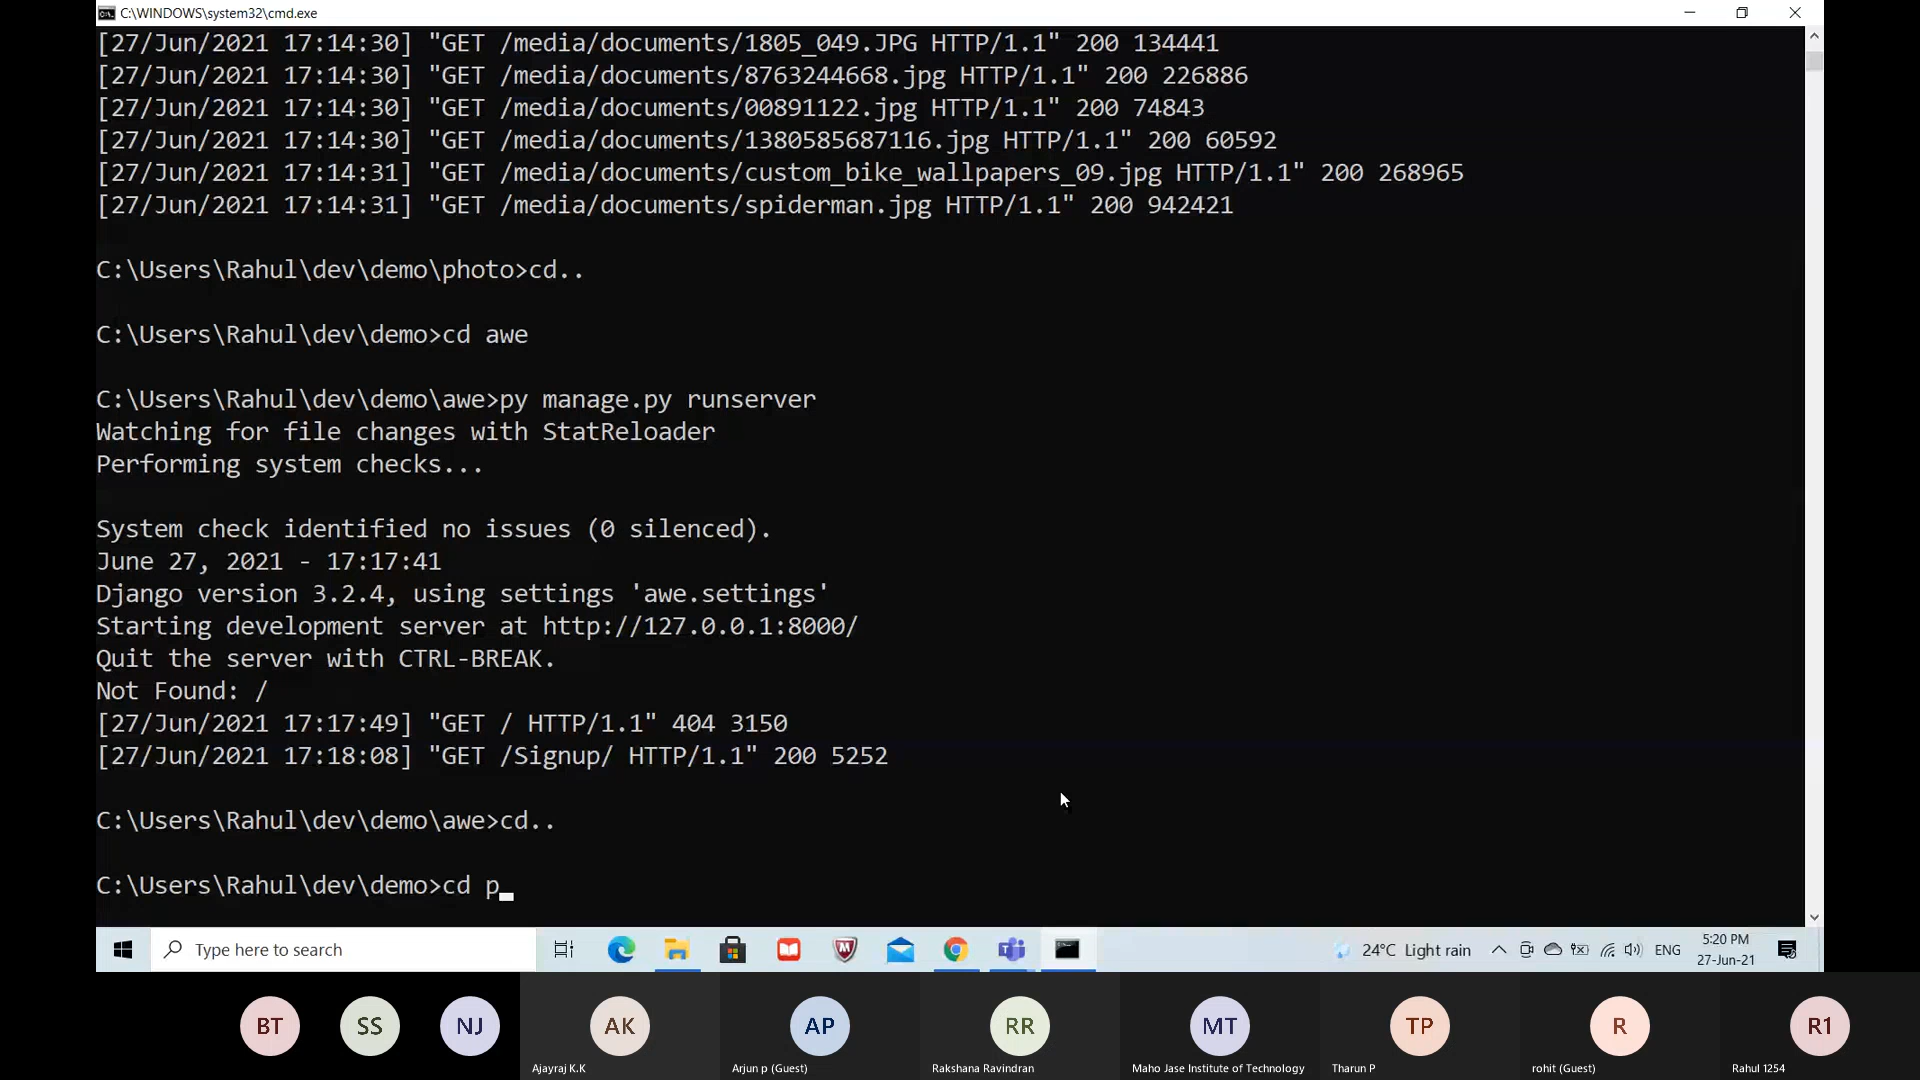 C:\WINDOWS\system32\cmd.exe
[27/Jun/2021 17:14:30] "GET /media/documents/1805_049.JPG HTTP/1.1" 200 134441
[27/Jun/2021 17:14:30] "GET /media/documents/8763244668.jpg HTTP/1.1" 200 226886
[27/Jun/2021 17:14:30] "GET /media/documents/00891122.jpg HTTP/1.1" 200 74843
[27/Jun/2021 17:14:30] "GET /media/documents/1380585687116.jpg HTTP/1.1" 200 60592
[27/Jun/2021 17:14:31] "GET /media/documents/custom_bike_wallpapers_09.jpg HTTP/1.1" 200 268965
[27/Jun/2021 17:14:31] "GET /media/documents/spiderman.jpg HTTP/1.1" 200 942421
C:\Users\Rahul\dev\demo\photo>cd..
C:\Users\Rahul\dev\demo>cd awe
C:\Users\Rahul\dev\demo\awe>py manage.py runserver
Watching for file changes with StatReloader
Performing system checks...
System check identified no issues (0 silenced).
June 27, 2021 - 17:17:41
Django version 3.2.4, using settings 'awe.settings'
Starting development server at http://127.0.0.1:8000/
Quit the server with CTRL-BREAK.
Not Found: /
[27/Jun/2021 17:17:49] "GET / HTTP/1.1" 404 3150
[27/Jun/2021 17:18:08] "GET /Signup/ HTTP/1.1" 200 5252
C:\Users\Rahul\dev\demo\awe>cd..
C:\Users\Rahul\dev\demo>cd p_
Type here to search
24°C Light rain
ENG
5:20 PM
27-Jun-21
BT SS NJ AK AP RR MT TP R R1
Ajayraj K.K
Arjun p (Guest)
Rakshana Ravindran
Maho Jase Institute of Technology
Tharun P
rohit (Guest)
Rahul 1254